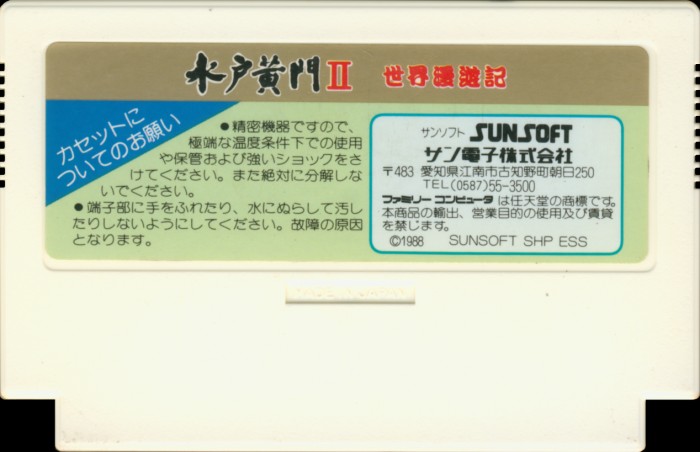 水戸黄門II 世界漫遊記
カセットに
ついてのお願い
●精密機器ですので、
極端な温度条件下での使用
や保管および強いショックをさ
けてください。また絶対に分解しな
いでください。
●端子部に手をふれたり、水にぬらして汚し
たりしないようにしてください。故障の原因
となります。
サンソフト SUNSOFT
サン電子株式会社
〒483 愛知県江南市古知野町朝日250
TEL(0587)55-3500
ファミリー コンピュータ は任天堂の商標です。
本商品の輸出、営業目的の使用及び賃貸
を禁じます。
©1988 SUNSOFT SHP ESS